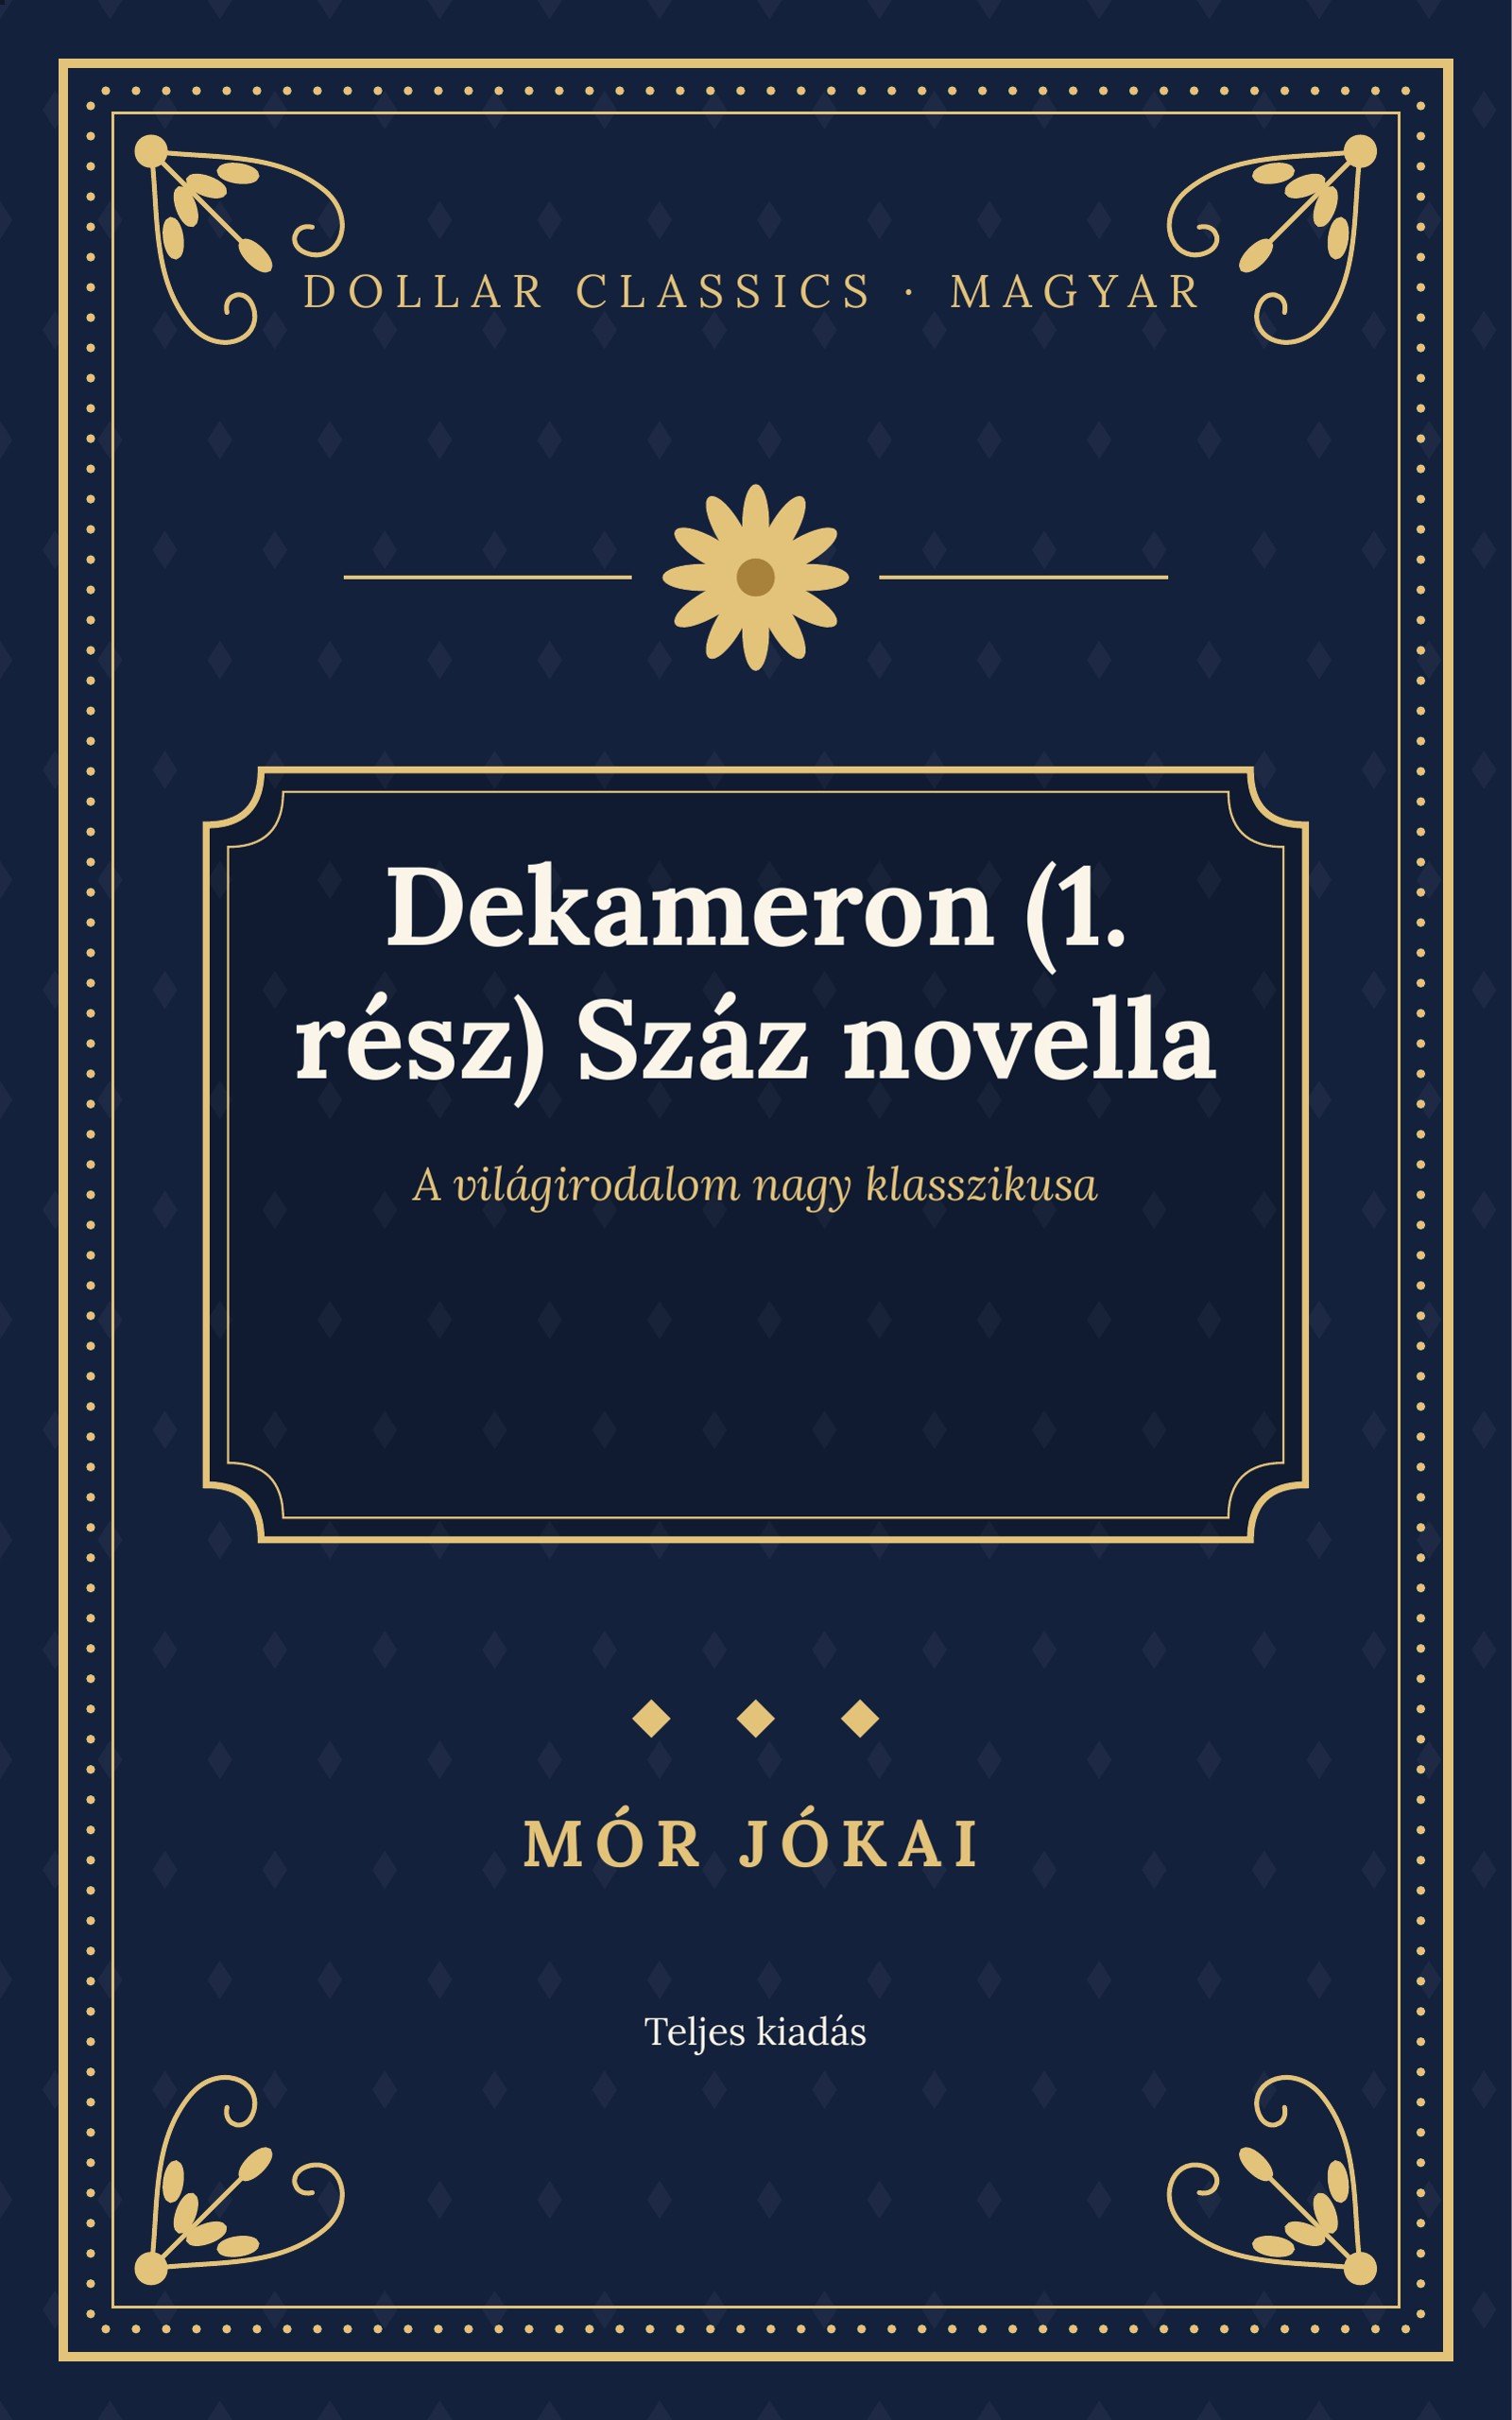 DOLLAR CLASSICS · MAGYAR
Dekameron (1.
rész) Száz novella
A világirodalom nagy klasszikusa
MÓR JÓKAI
Teljes kiadás